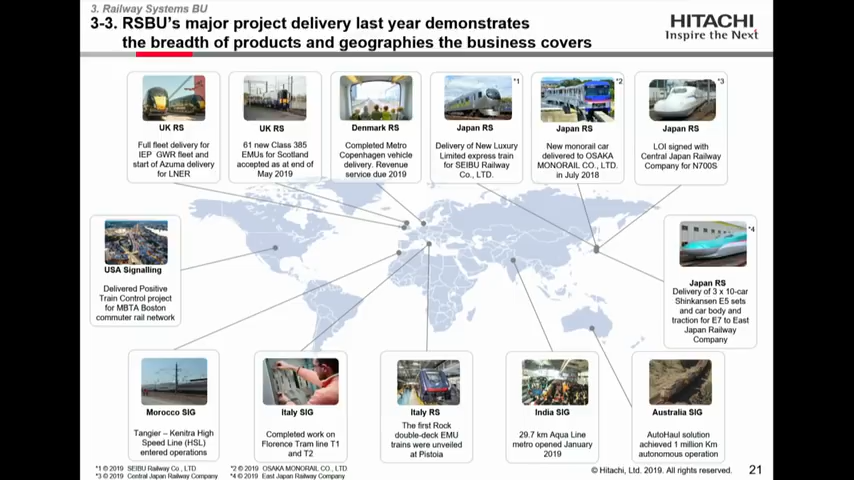 3. Railway Systems BU
3-3. RSBU's major project delivery last year demonstrates
the breadth of products and geographies the business covers
HITACHI
Inspire the Next
UK RS
Full fleet delivery for
IEP GWR fleet and
start of Azuma delivery
for LNER
UK RS
61 new Class 385
EMUs for Scotland
accepted as at end of
May 2019
Denmark RS
Completed Metro
Copenhagen vehicle
delivery. Revenue
service due 2019
*1
Japan RS
Delivery of New Luxury
Limited express train
for SEIBU Railway
Co., LTD.
*2
Japan RS
New monorail car
delivered to OSAKA
MONORAIL CO., LTD.
in July 2018
*3
Japan RS
LOI signed with
Central Japan Railway
Company for N700S
USA Signalling
Delivered Positive
Train Control project
for MBTA Boston
commuter rail network
*4
Japan RS
Delivery of 3 x 10-car
Shinkansen E5 sets
and car body and
traction for E7 to East
Japan Railway
Company
Morocco SIG
Tangier – Kenitra High
Speed Line (HSL)
entered operations
Italy SIG
Completed work on
Florence Tram line T1
and T2
Italy RS
The first Rock
double-deck EMU
trains were unveiled
at Pistoia
India SIG
29.7 km Aqua Line
metro opened January
2019
Australia SIG
AutoHaul solution
achieved 1 million Km
autonomous operation
*1 © 2019 SEIBU Railway Co., LTD.
*2 © 2019 OSAKA MONORAIL CO., LTD.
*3 © 2019 Central Japan Railway Company
*4 © 2019 East Japan Railway Company
© Hitachi, Ltd. 2019. All rights reserved.
21